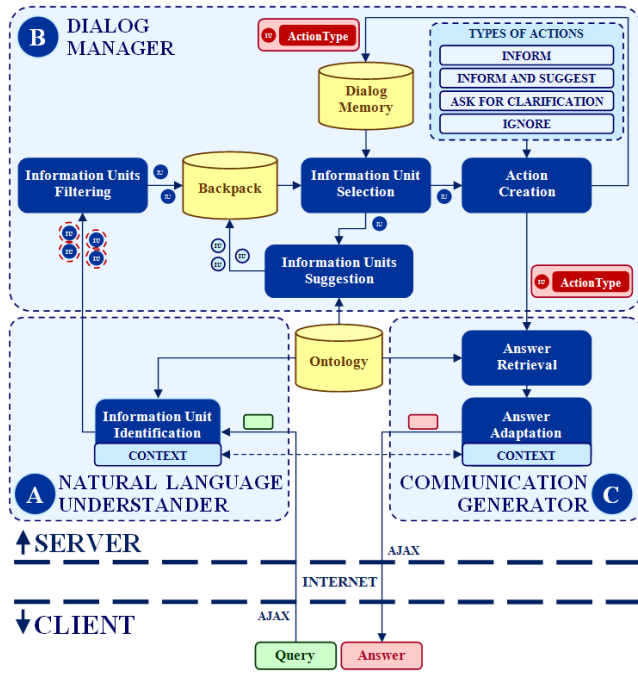 B
DIALOG
MANAGER
IU
ActionType
TYPES OF ACTIONS
INFORM
INFORM AND SUGGEST
ASK FOR CLARIFICATION
IGNORE
Dialog
Memory
Information Units
Filtering
IU
IU
Backpack
Information Unit
Selection
IU
Action
Creation
IU
IU
IU
IU
IU
IU
IU
IU
Information Units
Suggestion
IU
ActionType
Ontology
Answer
Retrieval
Information Unit
Identification
CONTEXT
Answer
Adaptation
CONTEXT
A
NATURAL LANGUAGE
UNDERSTANDER
COMMUNICATION
GENERATOR
C
SERVER
AJAX
INTERNET
AJAX
CLIENT
Query
Answer